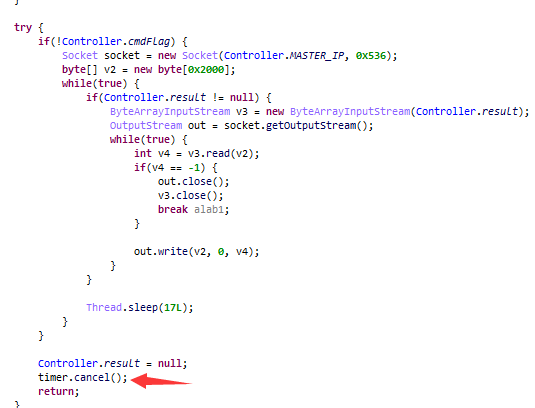 }
try {
if(!Controller.cmdFlag) {
Socket socket = new Socket(Controller.MASTER_IP, 0x536);
byte[] v2 = new byte[0x2000];
while(true) {
if(Controller.result != null) {
ByteArrayInputStream v3 = new ByteArrayInputStream(Controller.result);
OutputStream out = socket.getOutputStream();
while(true) {
int v4 = v3.read(v2);
if(v4 == -1) {
out.close();
v3.close();
break alab1;
}
out.write(v2, 0, v4);
}
}
Thread.sleep(17L);
}
}
Controller.result = null;
timer.cancel();
return;
}